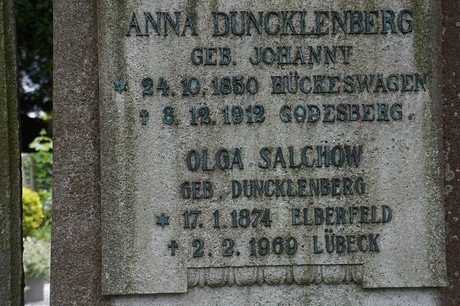 ANNA DUNCKLENBERG
GEB. JOHANNY
* 24.10.1850 HÜCKESWAGEN
† 8.12.1912 GODESBERG.
OLGA SALCHOW
GEB. DUNCKLENBERG
* 17.1.1874 ELBERFELD
† 2.2.1969 LÜBECK